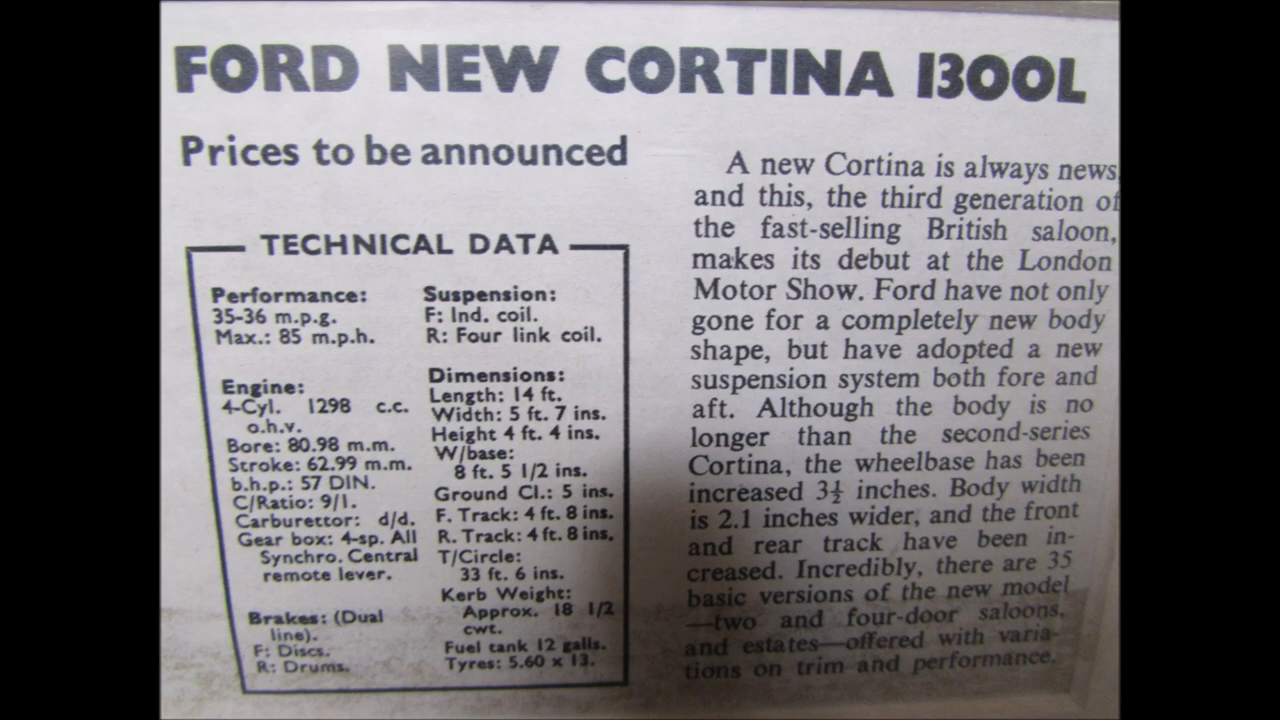 FORD NEW CORTINA 1300L
Prices to be announced
TECHNICAL DATA
Performance:
35-36 m.p.g.
Max.: 85 m.p.h.
Engine:
4-Cyl. 1298 c.c.
o.h.v.
Bore: 80.98 m.m.
Stroke: 62.99 m.m.
b.h.p.: 57 DIN.
C/Ratio: 9/1.
Carburettor: d/d.
Gear box: 4-sp. All
Synchro. Central
remote lever.
Brakes: (Dual
line).
F: Discs.
R: Drums.
Suspension:
F: Ind. coil.
R: Four link coil.
Dimensions:
Length: 14 ft.
Width: 5 ft. 7 ins.
Height 4 ft. 4 ins.
W/base:
8 ft. 5 1/2 ins.
Ground Cl.: 5 ins.
F. Track: 4 ft. 8 ins.
R. Track: 4 ft. 8 ins.
T/Circle:
33 ft. 6 ins.
Kerb Weight:
Approx. 18 1/2
cwt.
Fuel tank 12 galls.
Tyres: 5.60 x 13.
A new Cortina is always news,
and this, the third generation of
the fast-selling British saloon,
makes its debut at the London
Motor Show. Ford have not only
gone for a completely new body
shape, but have adopted a new
suspension system both fore and
aft. Although the body is no
longer than the second-series
Cortina, the wheelbase has been
increased 3½ inches. Body width
is 2.1 inches wider, and the front
and rear track have been in-
creased. Incredibly, there are 35
basic versions of the new model
—two and four-door saloons,
and estates—offered with varia-
tions on trim and performance.